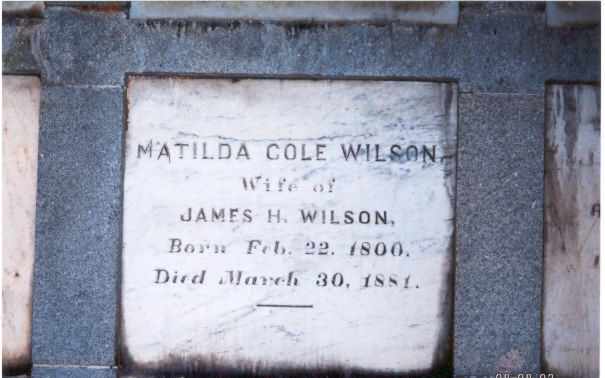 MATILDA COLE WILSON,
Wife of
JAMES H. WILSON,
Born Feb. 22. 1800.
Died March 30, 1881.